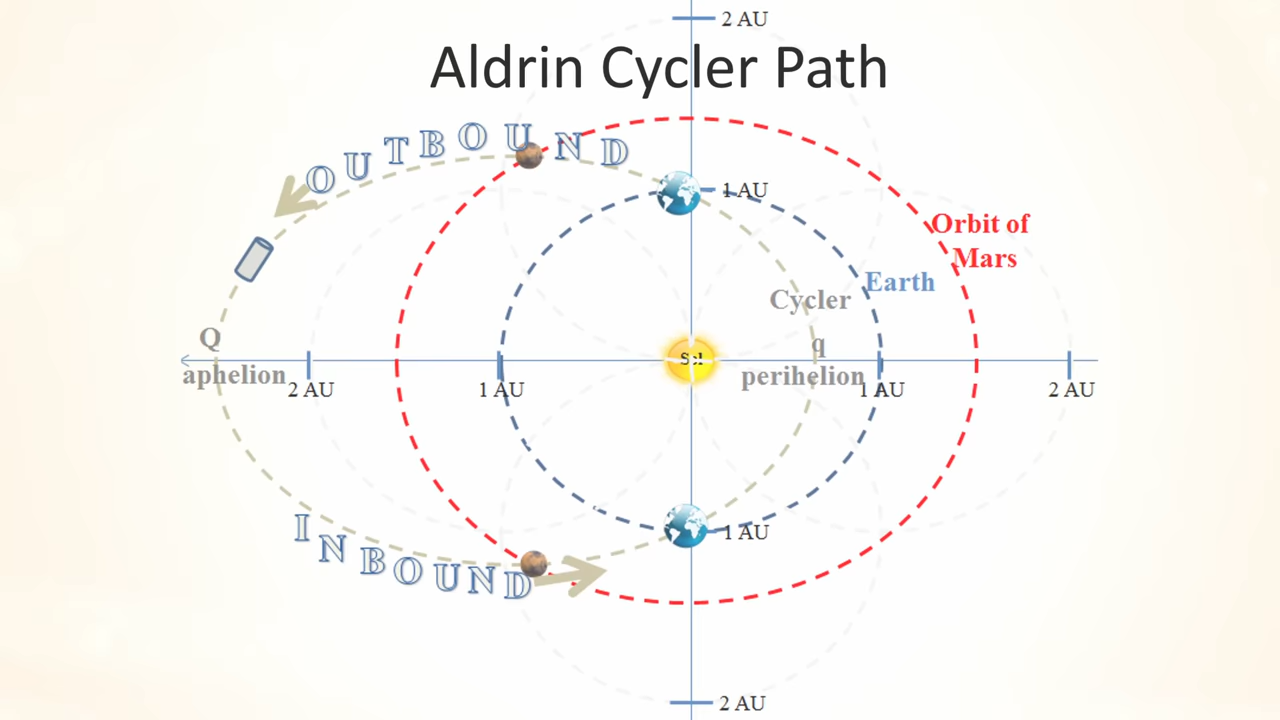 2 AU
Aldrin Cycler Path
OUTBOUND
1 AU
Orbit of
Mars
Earth
Cycler
Q
q
Sol
aphelion
perihelion
2 AU
1 AU
1 AU
2 AU
INBOUND
1 AU
2 AU